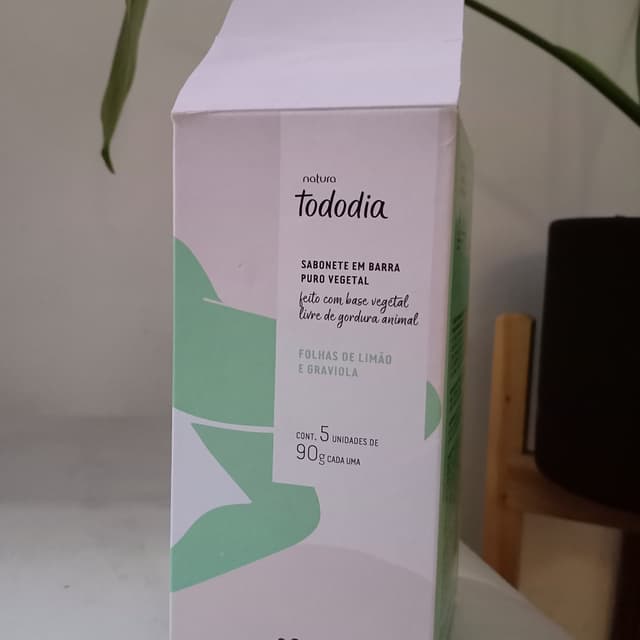 natura
Tododia
SABONETE EM BARRA
PURO VEGETAL
feito com base vegetal
livre de gordura animal
FOLHAS DE LIMÃO
E GRAVIOLA
CONT. 5 UNIDADES DE
90g CADA UMA